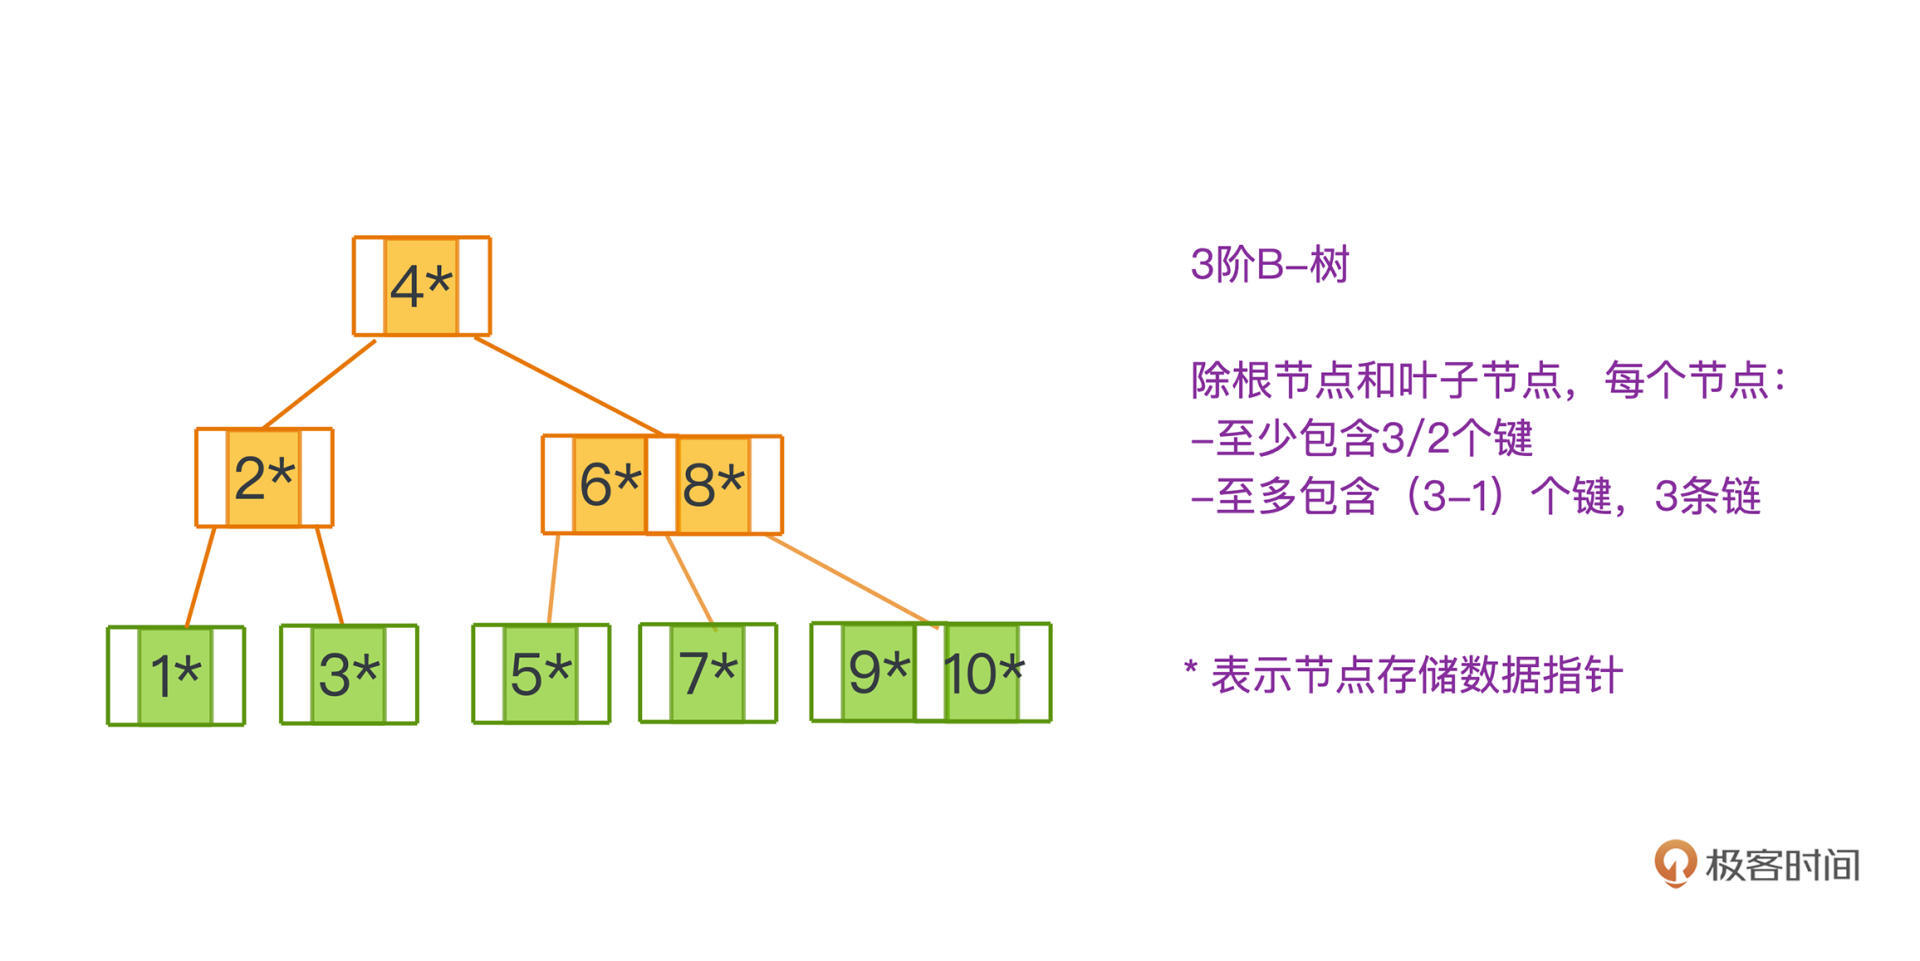 4*
2*
6* 8*
1* 3* 5* 7* 9* 10*
3阶B-树
除根节点和叶子节点，每个节点：
-至少包含3/2个键
-至多包含（3-1）个键，3条链
* 表示节点存储数据指针
极客时间